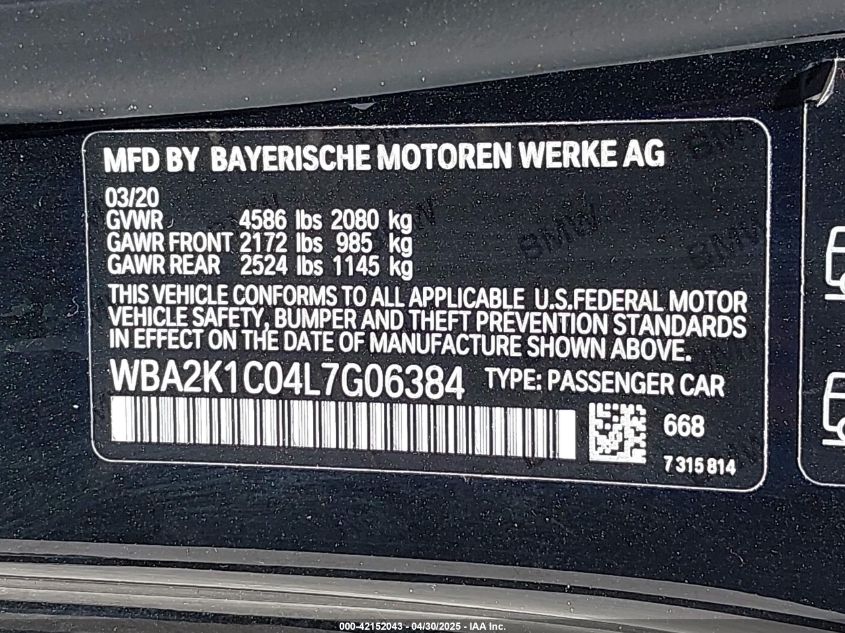 MFD BY BAYERISCHE MOTOREN WERKE AG
03/20
GVWR 4586 lbs 2080 kg
GAWR FRONT 2172 lbs 985 kg
GAWR REAR 2524 lbs 1145 kg
THIS VEHICLE CONFORMS TO ALL APPLICABLE U.S.FEDERAL MOTOR
VEHICLE SAFETY, BUMPER AND THEFT PREVENTION STANDARDS
IN EFFECT ON THE DATE OF MANUFACTURE SHOWN ABOVE.
WBA2K1C04L7G06384 TYPE: PASSENGER CAR
668
7 315 814
000-42152043 - 04/30/2025 - IAA Inc.